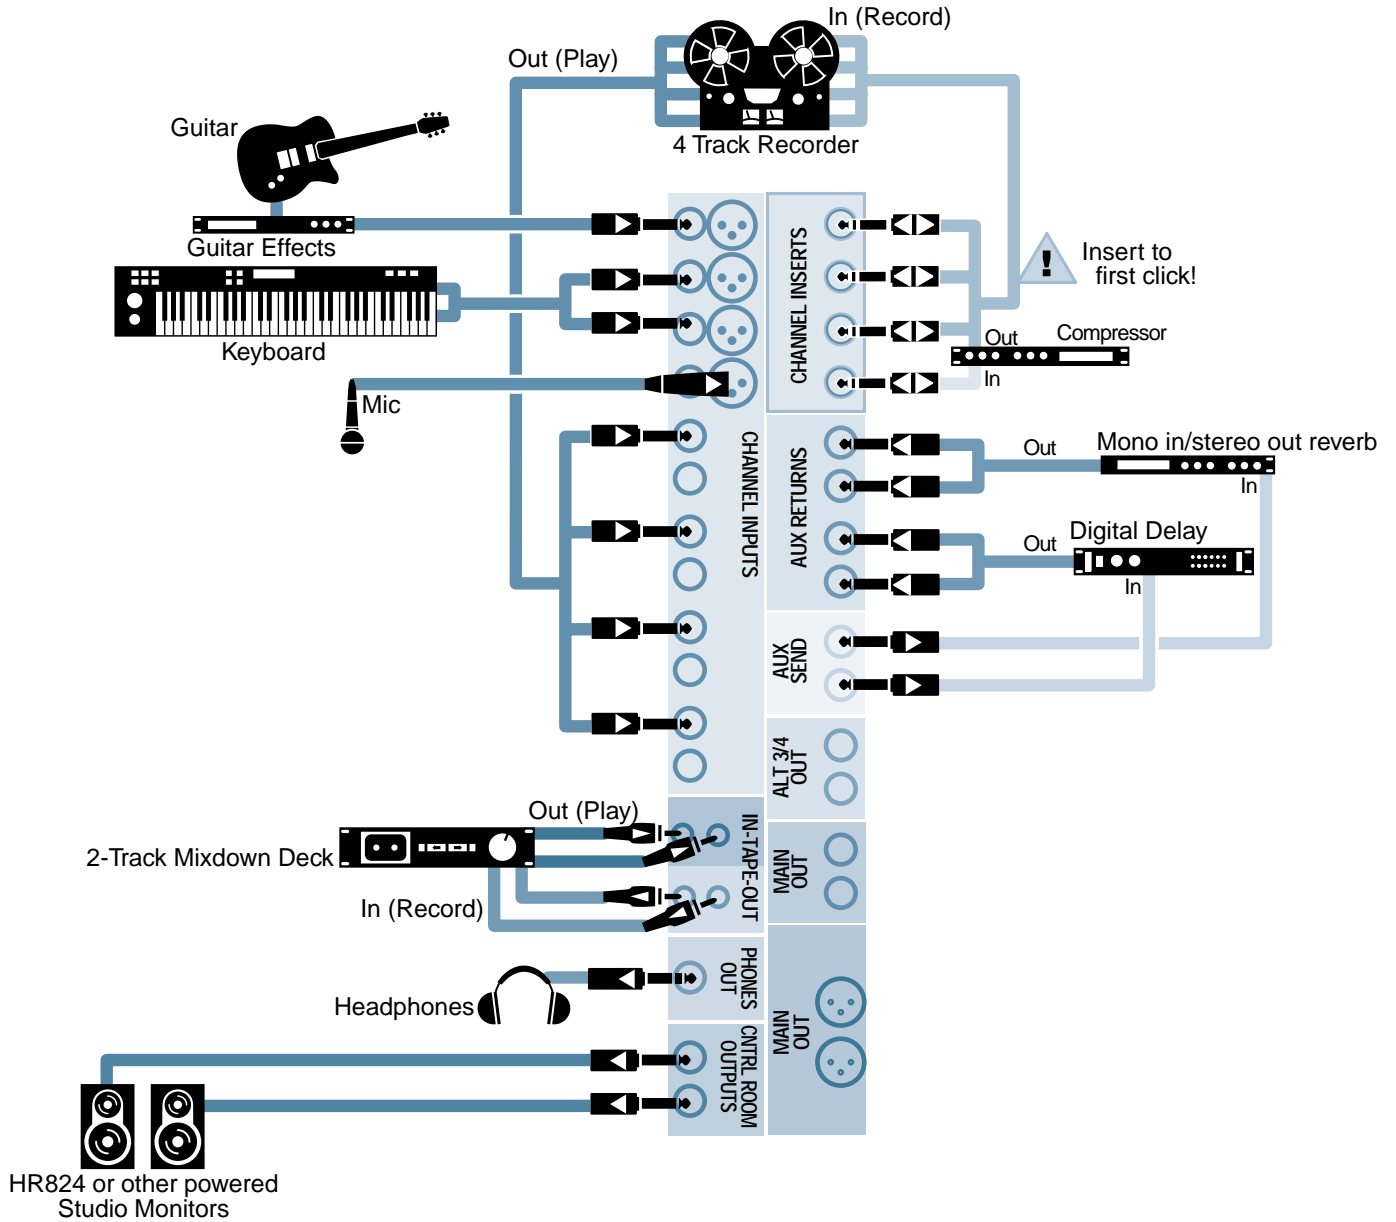 In (Record)
Out (Play)
4 Track Recorder
Guitar
Guitar Effects
Keyboard
Mic
CHANNEL INPUTS
CHANNEL INSERTS
!
Insert to
first click!
Out
Compressor
In
AUX RETURNS
Out
Mono in/stereo out reverb
In
Digital Delay
Out
In
AUX
SEND
ALT 3/4
OUT
Out (Play)
2-Track Mixdown Deck
In (Record)
IN-TAPE-OUT
MAIN
OUT
Headphones
PHONES
OUT
MAIN
OUT
CNTRL ROOM
OUTPUTS
HR824 or other powered
Studio Monitors